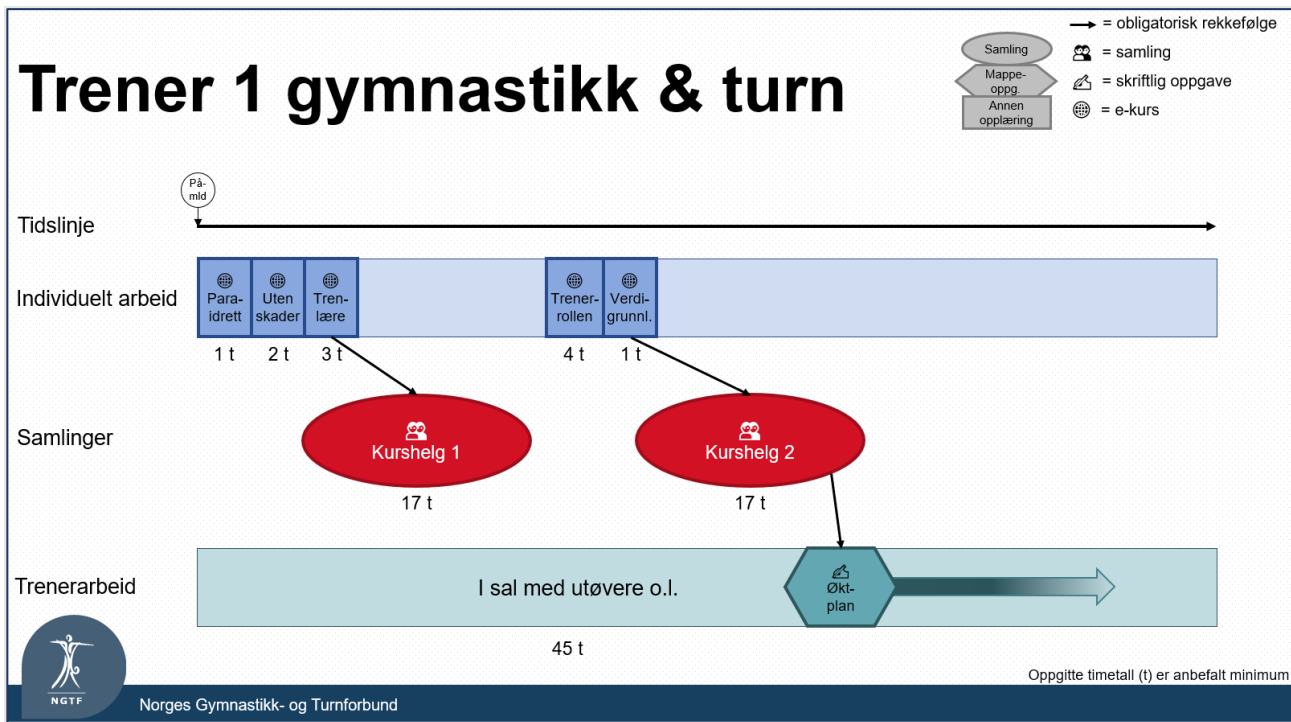 Trener 1 gymnastikk & turn
Samling
Mappe-
oppg.
Annen
opplæring
= obligatorisk rekkefølge
= samling
= skriftlig oppgave
= e-kurs
På-
mld
Tidslinje
Individuelt arbeid
Para-
idrett
Uten
skader
Tren-
lære
Trener-
rollen
Verdi-
grunnl.
1 t
2 t
3 t
4 t
1 t
Samlinger
Kurshelg 1
Kurshelg 2
17 t
17 t
Trenerarbeid
I sal med utøvere o.l.
Økt-
plan
45 t
Oppgitte timetall (t) er anbefalt minimum
NGTF
Norges Gymnastikk- og Turnforbund